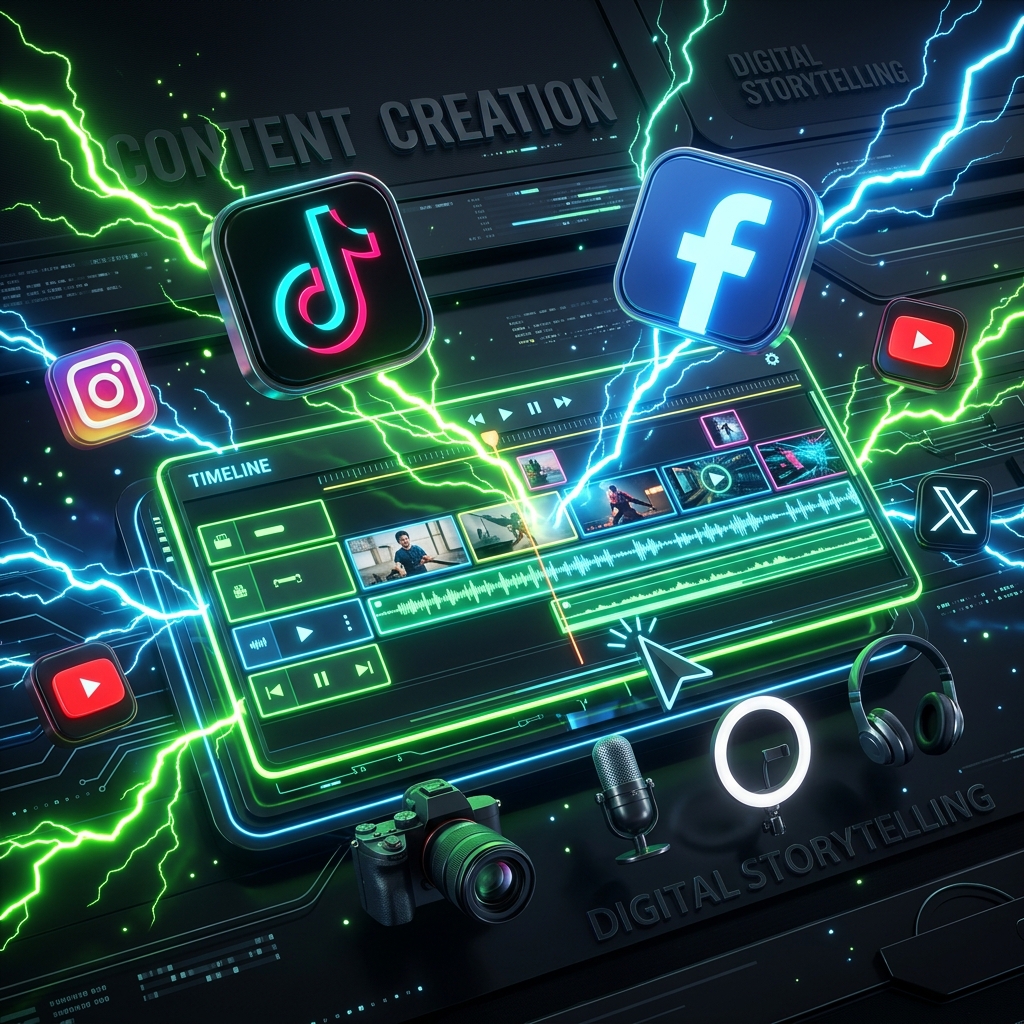 CONTENT CREATION
DIGITAL
STORYTELLING
TIMELINE
DIGITAL STORYTELLING